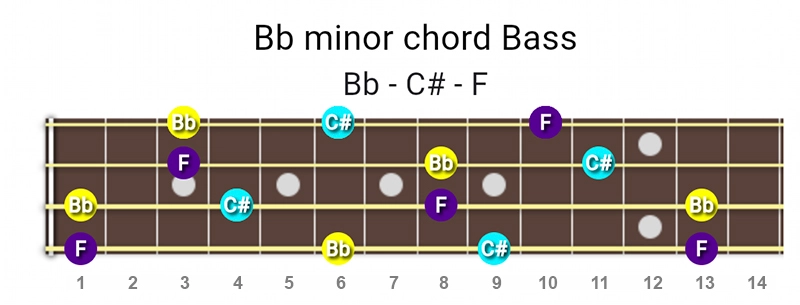 Bb minor chord Bass
Bb - C# - F
Bb C# F
F Bb C#
Bb C# F Bb
F Bb C# F
1 2 3 4 5 6 7 8 9 10 11 12 13 14